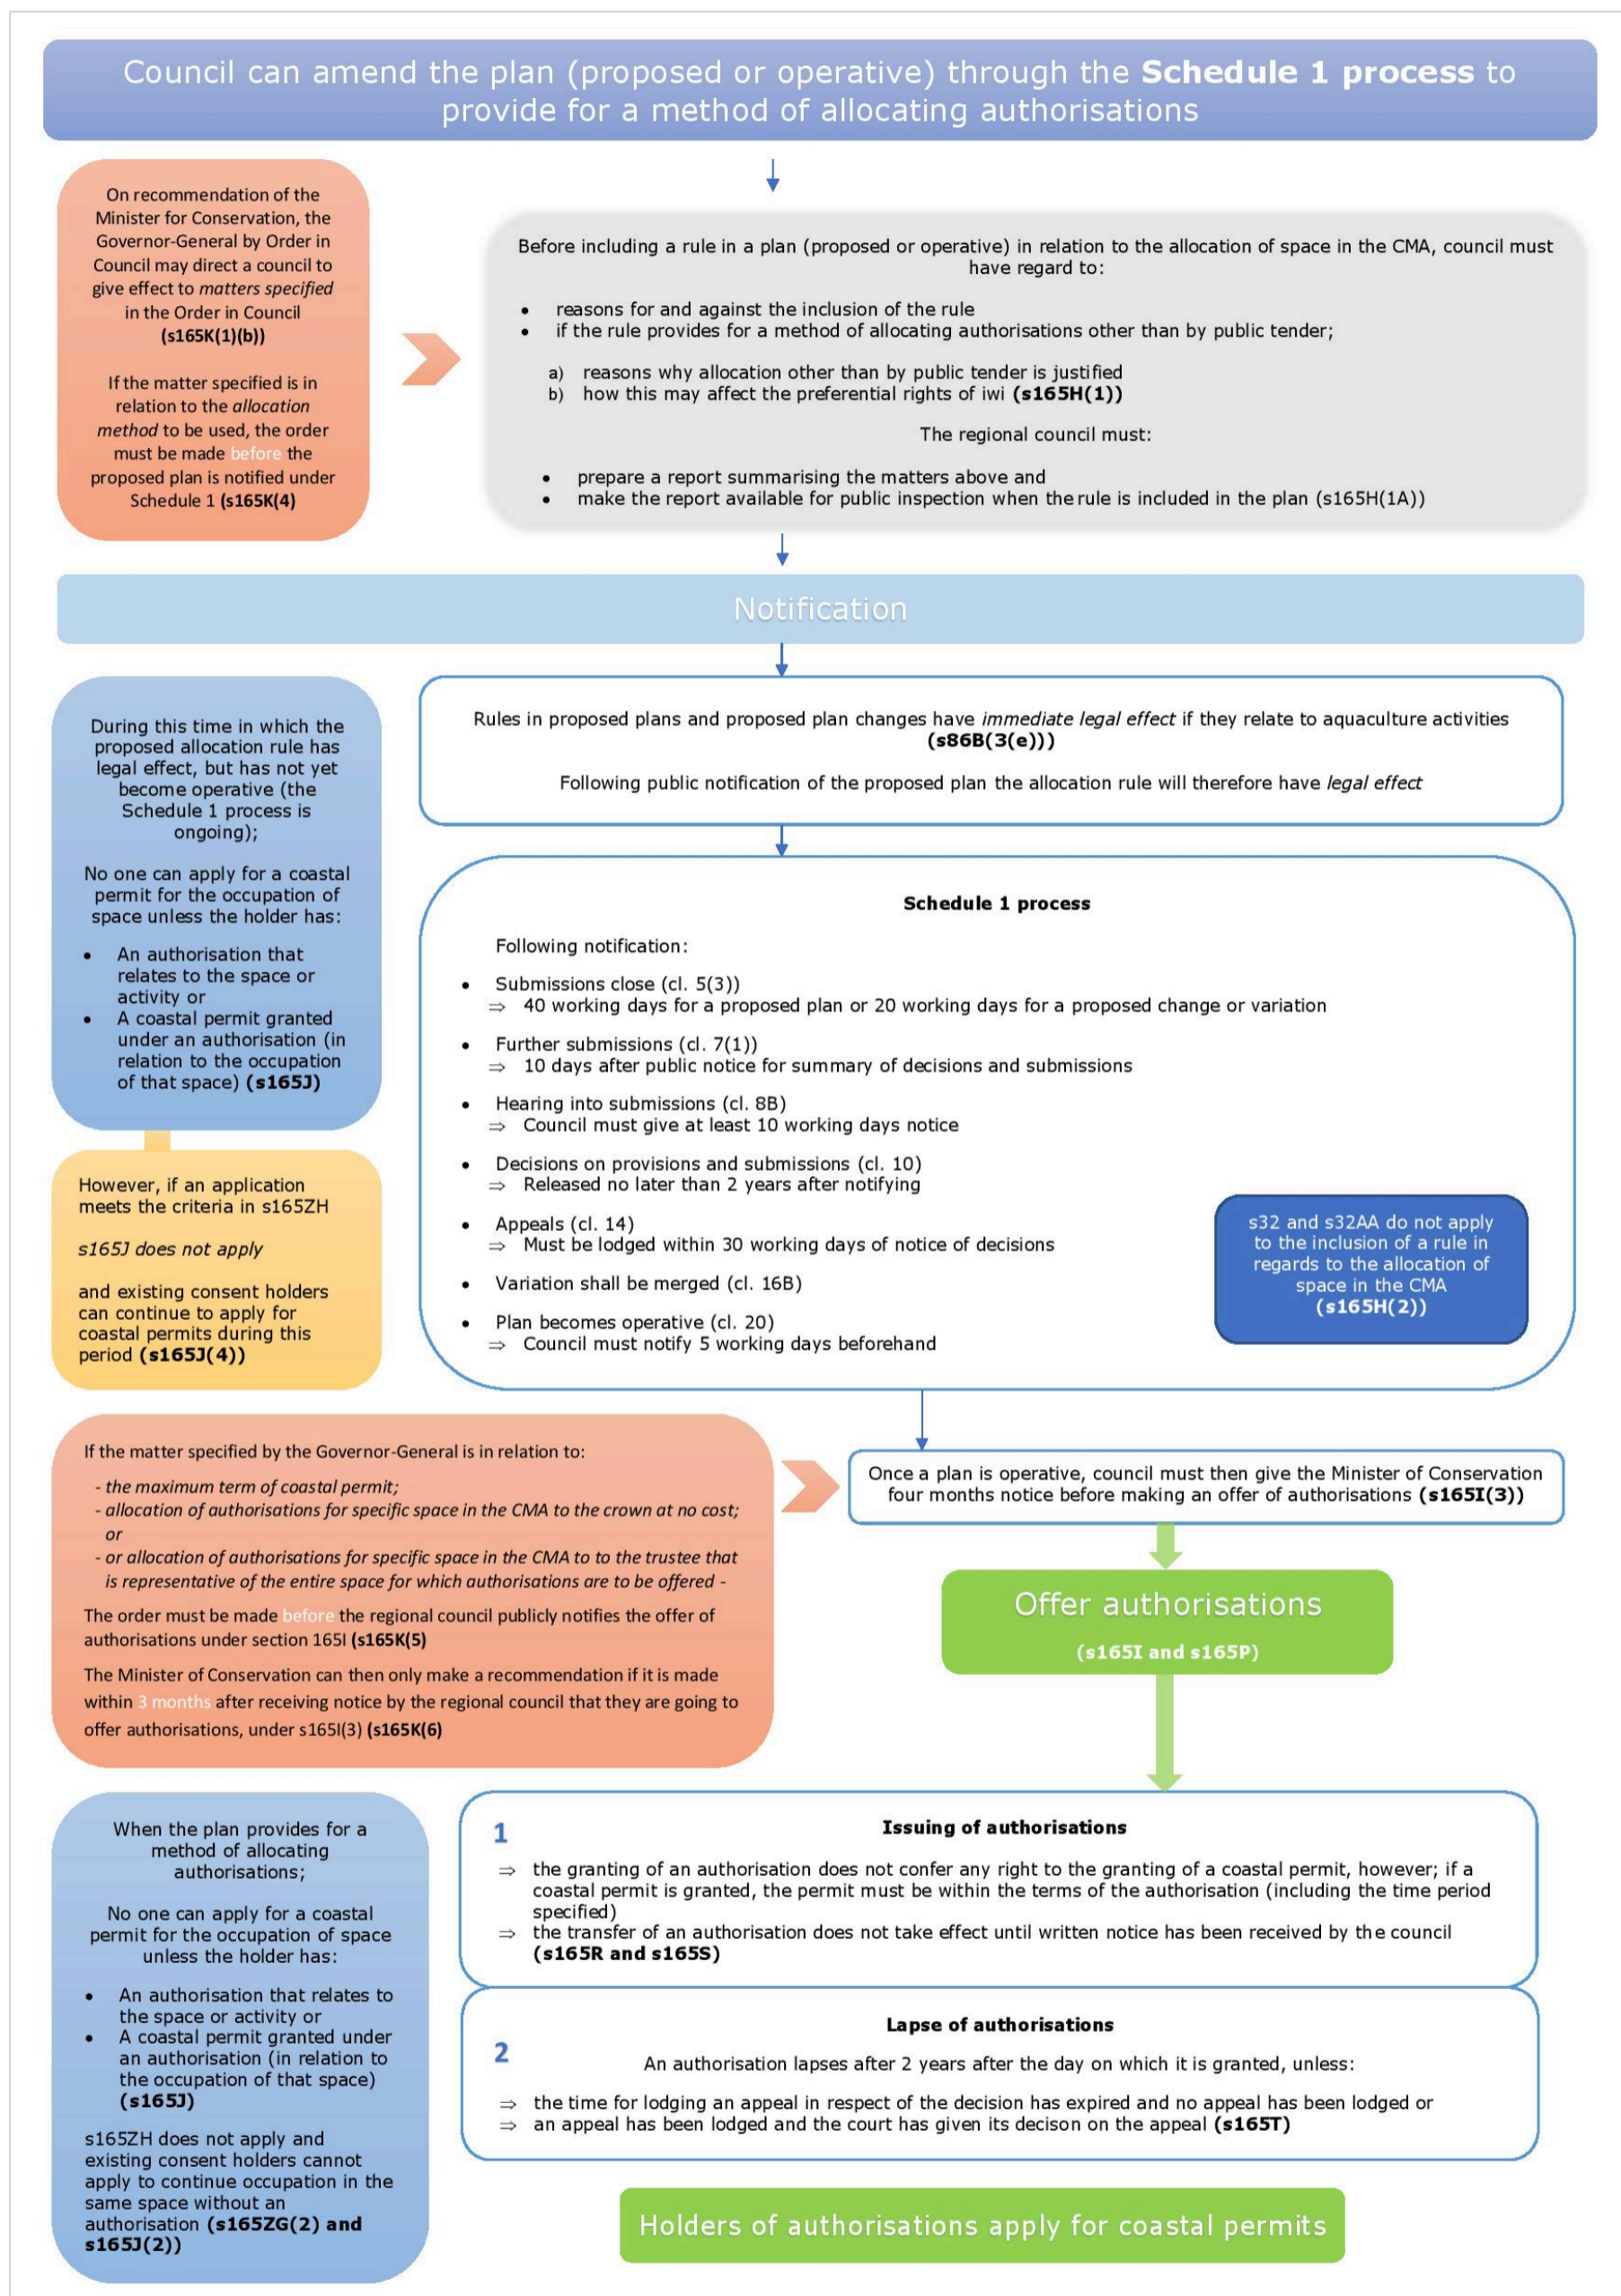 Council can amend the plan (proposed or operative) through the Schedule 1 process to
provide for a method of allocating authorisations
On recommendation of the
Minister for Conservation, the
Governor-General by Order in
Council may direct a council to
give effect to matters specified
in the Order in Council
(s165K(1)(b))
If the matter specified is in
relation to the allocation
method to be used, the order
must be made before the
proposed plan is notified under
Schedule 1 (s165K(4)
Before including a rule in a plan (proposed or operative) in relation to the allocation of space in the CMA, council must
have regard to:
• reasons for and against the inclusion of the rule
• if the rule provides for a method of allocating authorisations other than by public tender;
a) reasons why allocation other than by public tender is justified
b) how this may affect the preferential rights of iwi (s165H(1))
The regional council must:
• prepare a report summarising the matters above and
• make the report available for public inspection when the rule is included in the plan (s165H(1A))
Notification
During this time in which the
proposed allocation rule has
legal effect, but has not yet
become operative (the
Schedule 1 process is
ongoing);
No one can apply for a coastal
permit for the occupation of
space unless the holder has:
• An authorisation that
relates to the space or
activity or
• A coastal permit granted
under an authorisation (in
relation to the occupation
of that space) (s165J)
Rules in proposed plans and proposed plan changes have immediate legal effect if they relate to aquaculture activities
(s86B(3(e)))
Following public notification of the proposed plan the allocation rule will therefore have legal effect
However, if an application
meets the criteria in s165ZH
s165J does not apply
and existing consent holders
can continue to apply for
coastal permits during this
period (s165J(4))
Schedule 1 process
Following notification:
• Submissions close (cl. 5(3))
⇒ 40 working days for a proposed plan or 20 working days for a proposed change or variation
• Further submissions (cl. 7(1))
⇒ 10 days after public notice for summary of decisions and submissions
• Hearing into submissions (cl. 8B)
⇒ Council must give at least 10 working days notice
• Decisions on provisions and submissions (cl. 10)
⇒ Released no later than 2 years after notifying
• Appeals (cl. 14)
⇒ Must be lodged within 30 working days of notice of decisions
• Variation shall be merged (cl. 16B)
• Plan becomes operative (cl. 20)
⇒ Council must notify 5 working days beforehand
s32 and s32AA do not apply
to the inclusion of a rule in
regards to the allocation of
space in the CMA
(s165H(2))
If the matter specified by the Governor-General is in relation to:
- the maximum term of coastal permit;
- allocation of authorisations for specific space in the CMA to the crown at no cost;
or
- or allocation of authorisations for specific space in the CMA to to the trustee that
is representative of the entire space for which authorisations are to be offered -
The order must be made before the regional council publicly notifies the offer of
authorisations under section 165I (s165K(5)
The Minister of Conservation can then only make a recommendation if it is made
within 3 months after receiving notice by the regional council that they are going to
offer authorisations, under s165I(3) (s165K(6)
Once a plan is operative, council must then give the Minister of Conservation
four months notice before making an offer of authorisations (s165I(3))
Offer authorisations
(s165I and s165P)
When the plan provides for a
method of allocating
authorisations;
No one can apply for a coastal
permit for the occupation of space
unless the holder has:
• An authorisation that relates to
the space or activity or
• A coastal permit granted under
an authorisation (in relation to
the occupation of that space)
(s165J)
s165ZH does not apply and
existing consent holders cannot
apply to continue occupation in the
same space without an
authorisation (s165ZG(2) and
s165J(2))
1
Issuing of authorisations
⇒ the granting of an authorisation does not confer any right to the granting of a coastal permit, however; if a
coastal permit is granted, the permit must be within the terms of the authorisation (including the time period
specified)
⇒ the transfer of an authorisation does not take effect until written notice has been received by the council
(s165R and s165S)
2
Lapse of authorisations
An authorisation lapses after 2 years after the day on which it is granted, unless:
⇒ the time for lodging an appeal in respect of the decision has expired and no appeal has been lodged or
⇒ an appeal has been lodged and the court has given its decison on the appeal (s165T)
Holders of authorisations apply for coastal permits